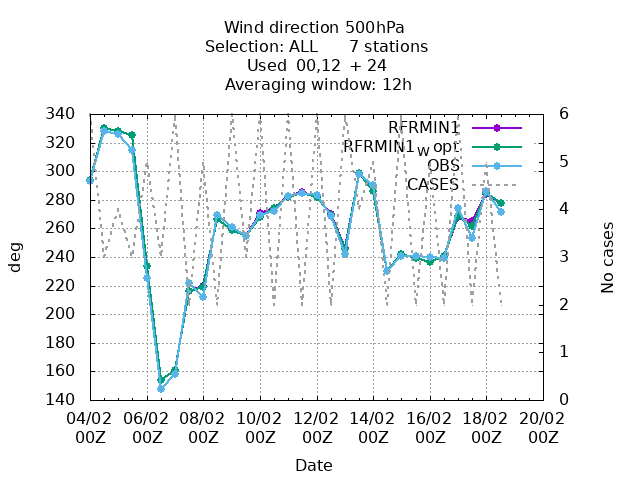 Wind direction 500hPa
Selection: ALL 7 stations
Used 00,12 + 24
Averaging window: 12h
RFRMIN1
RFRMIN1w opt
OBS
CASES
340
320
300
280
260
240
220
200
180
160
140
deg
6
5
4
3
2
1
0
No cases
04/02 06/02 08/02 10/02 12/02 14/02 16/02 18/02 20/02
00Z 00Z 00Z 00Z 00Z 00Z 00Z 00Z 00Z
Date